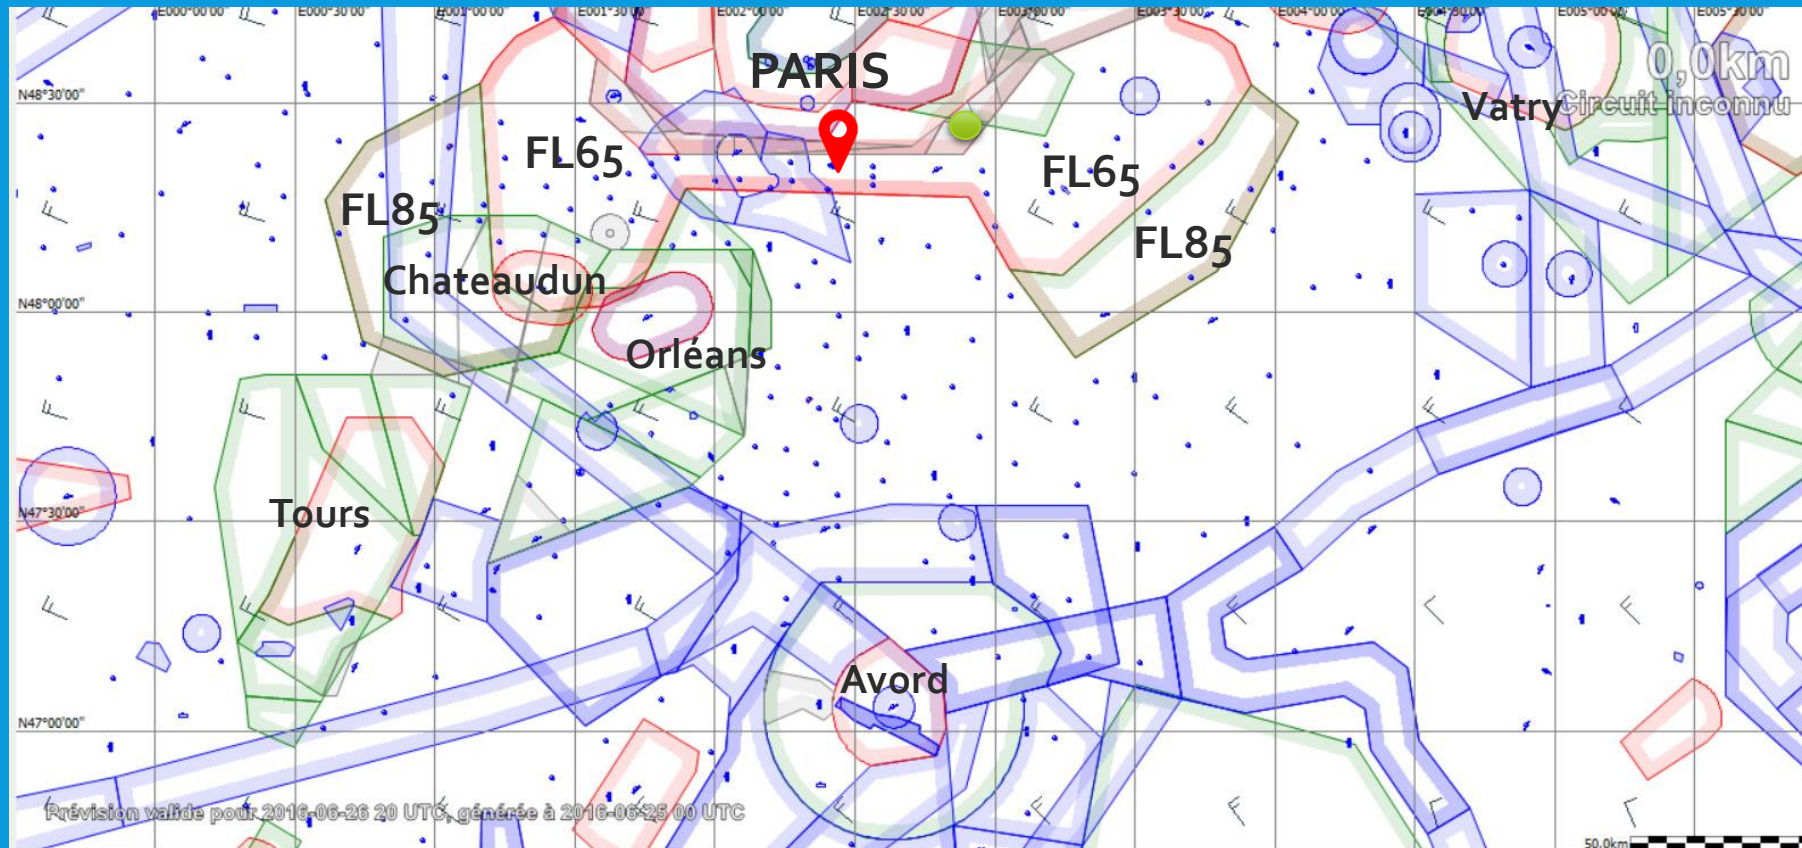 E000°00'00" E000°30'00" E001°00'00" E001°30'00" E002°00'00" E002°30'00" E003°00'00" E003°30'00" E004°00'00" E004°30'00" E005°00'00" E005°30'00"
0,0km
PARIS
N48°30'00"
Vatry
Circuit inconnu
FL65
FL65
FL85
FL85
Chateaudun
N48°00'00"
Orléans
Tours
N47°30'00"
Avord
N47°00'00"
Prévision valide pour 2016-06-26 20 UTC, générée à 2016-06-25 00 UTC
50.0km